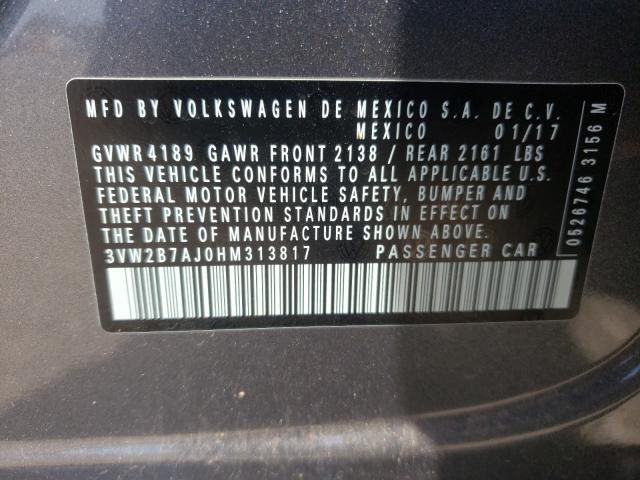 MFD BY VOLKSWAGEN DE MEXICO S.A. DE C.V.
MEXICO 01/17
GVWR 4189 GAWR FRONT 2138 / REAR 2161 LBS
THIS VEHICLE CONFORMS TO ALL APPLICABLE U.S.
FEDERAL MOTOR VEHICLE SAFETY, BUMPER AND
THEFT PREVENTION STANDARDS IN EFFECT ON
THE DATE OF MANUFACTURE SHOWN ABOVE.
3VW2B7AJ0HM313817 PASSENGER CAR
0526746 3156 M